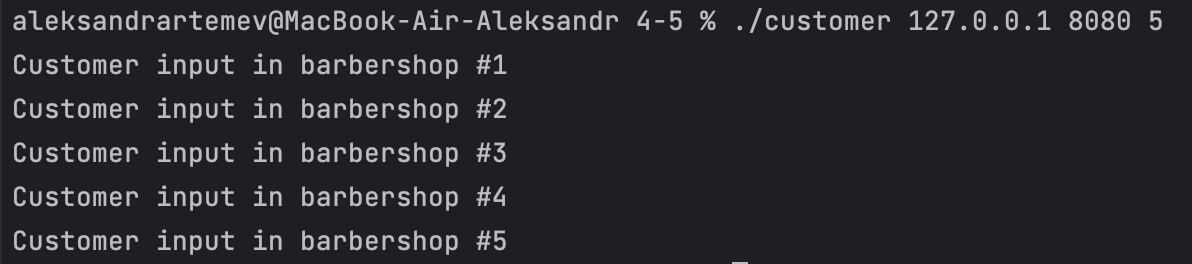 aleksandrartemev@MacBook-Air-Aleksandr 4-5 % ./customer 127.0.0.1 8080 5
Customer input in barbershop #1
Customer input in barbershop #2
Customer input in barbershop #3
Customer input in barbershop #4
Customer input in barbershop #5